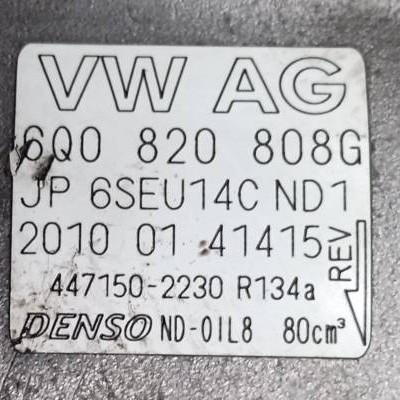 VW AG
6Q0 820 808G
JP 6SEU14C ND1
2010 01 41415
REV
447150-2230 R134a
DENSO ND-OIL8 80cm³